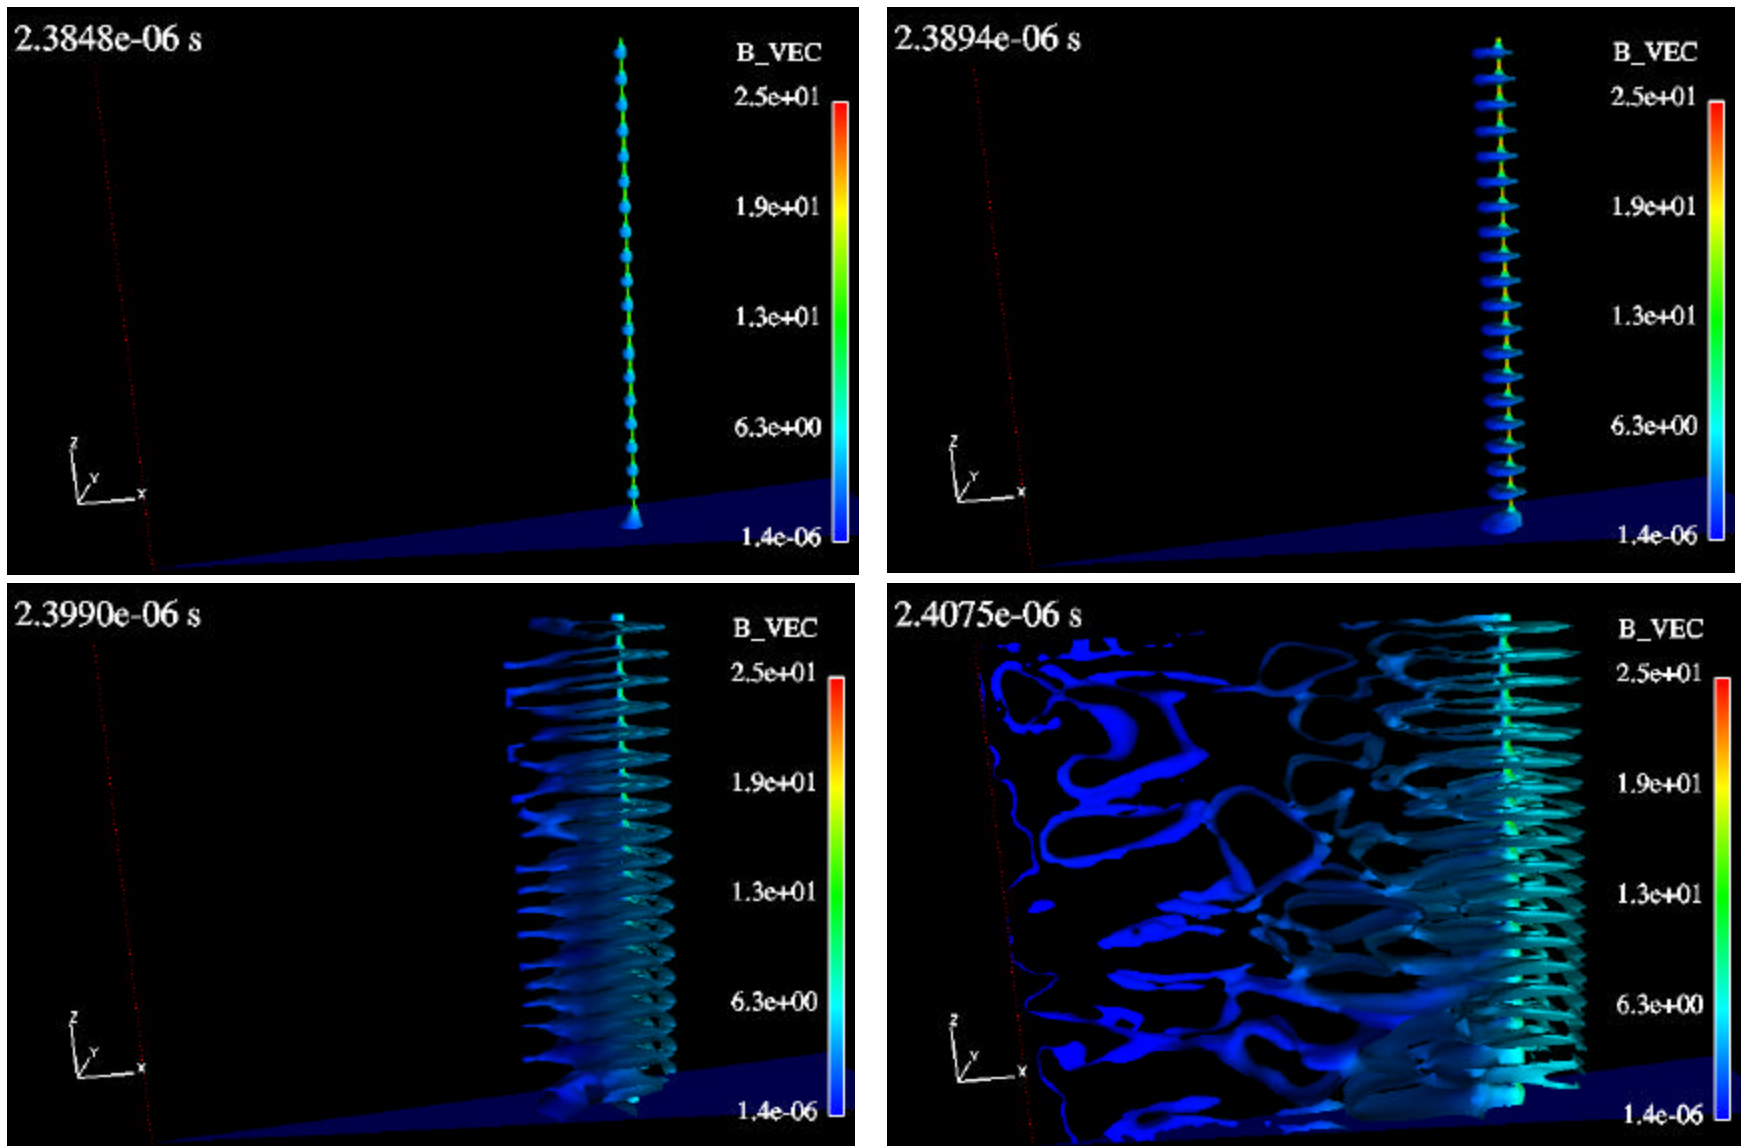 2.3848e-06 s
B_VEC
2.5e+01
1.9e+01
1.3e+01
6.3e+00
1.4e-06
Z
Y
X
2.3894e-06 s
B_VEC
2.5e+01
1.9e+01
1.3e+01
6.3e+00
1.4e-06
Z
Y
X
2.3990e-06 s
B_VEC
2.5e+01
1.9e+01
1.3e+01
6.3e+00
1.4e-06
Z
Y
X
2.4075e-06 s
B_VEC
2.5e+01
1.9e+01
1.3e+01
6.3e+00
1.4e-06
Z
Y
X